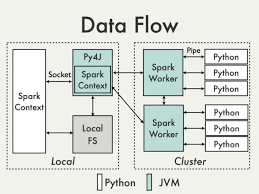 Data Flow
Py4J
Socket
Spark
Context
Spark
Context
Local
FS
Local
Spark
Worker
Pipe
Python
Python
Python
Spark
Worker
Python
Python
Python
Cluster
Python
JVM